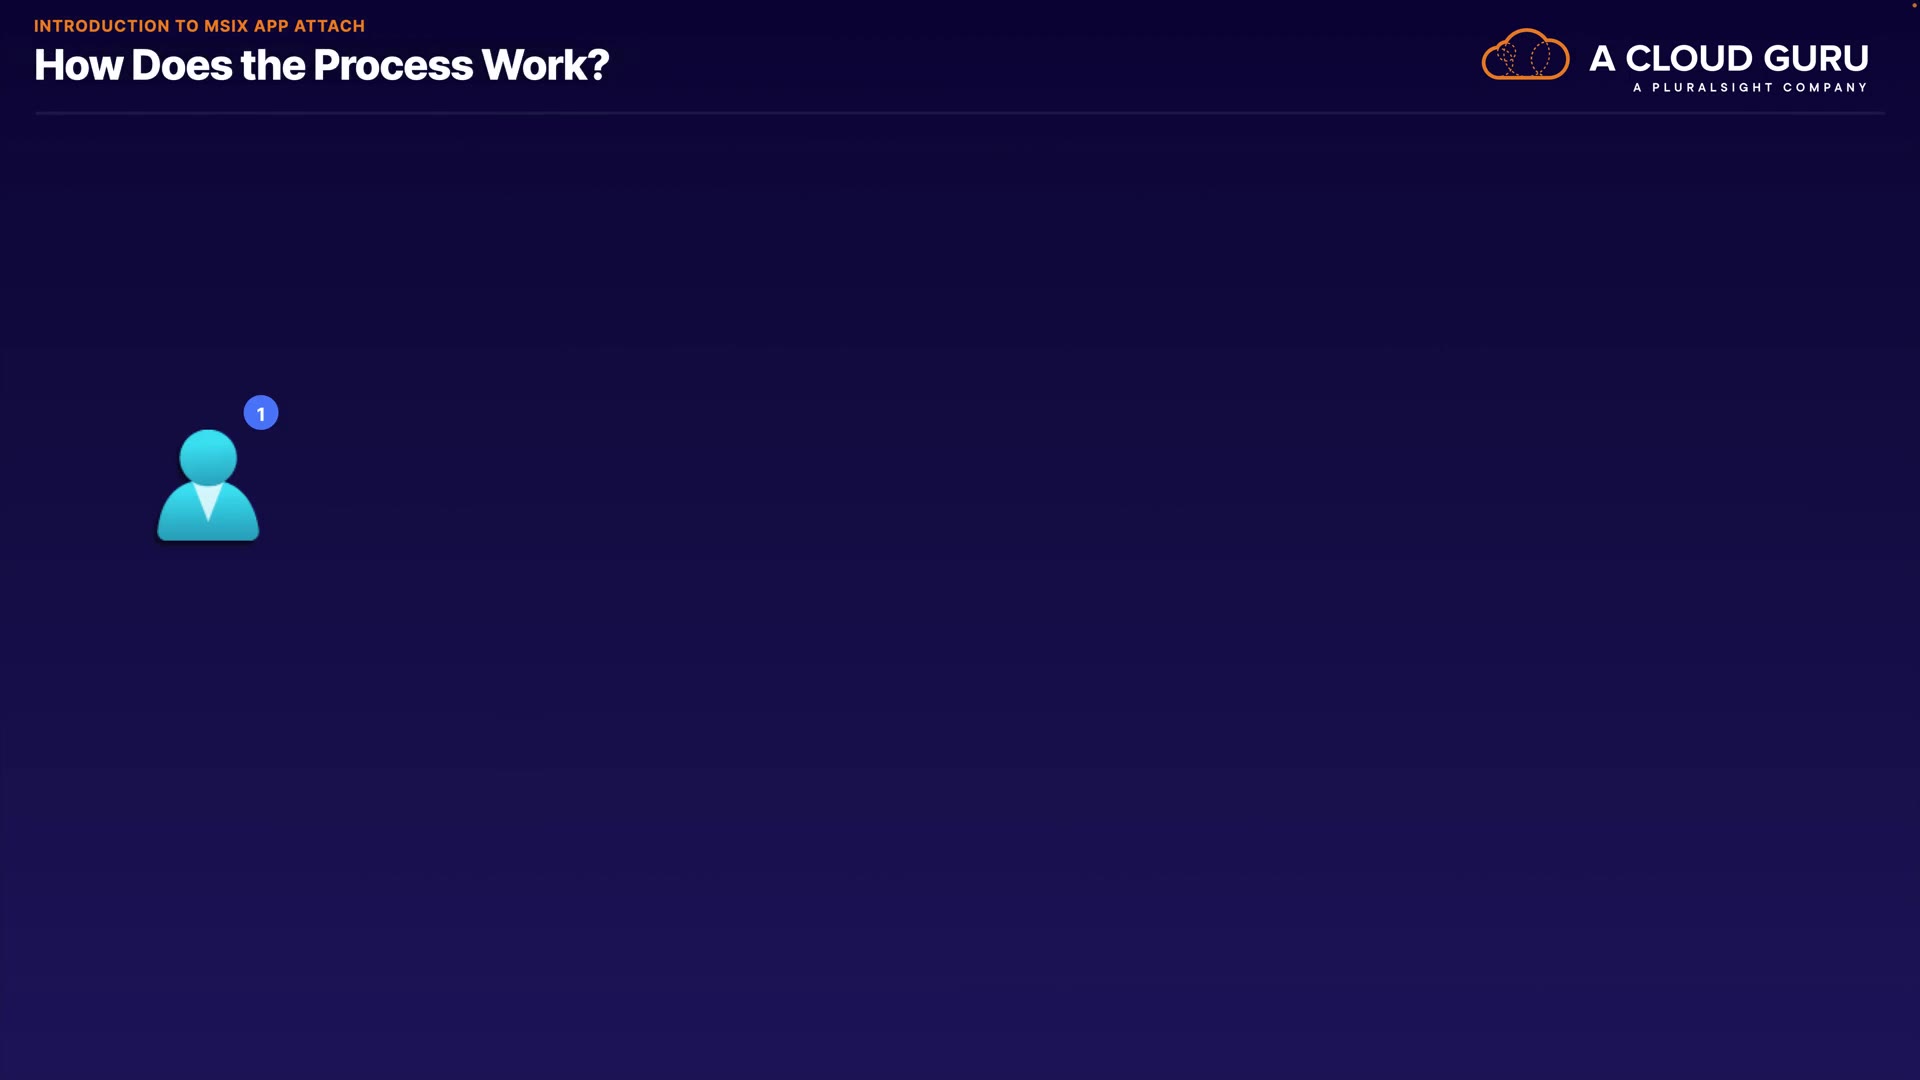 INTRODUCTION TO MSIX APP ATTACH
How Does the Process Work?
A CLOUD GURU
A PLURALSIGHT COMPANY
1